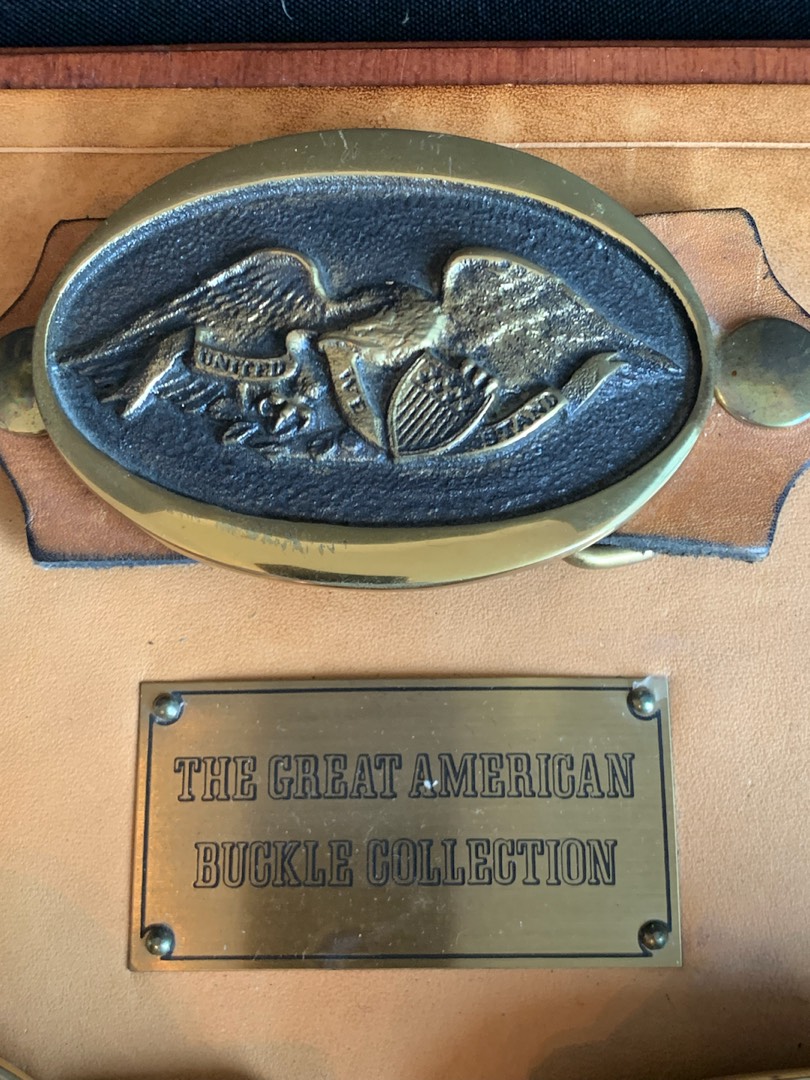 UNITED WE STAND
THE GREAT AMERICAN
BUCKLE COLLECTION